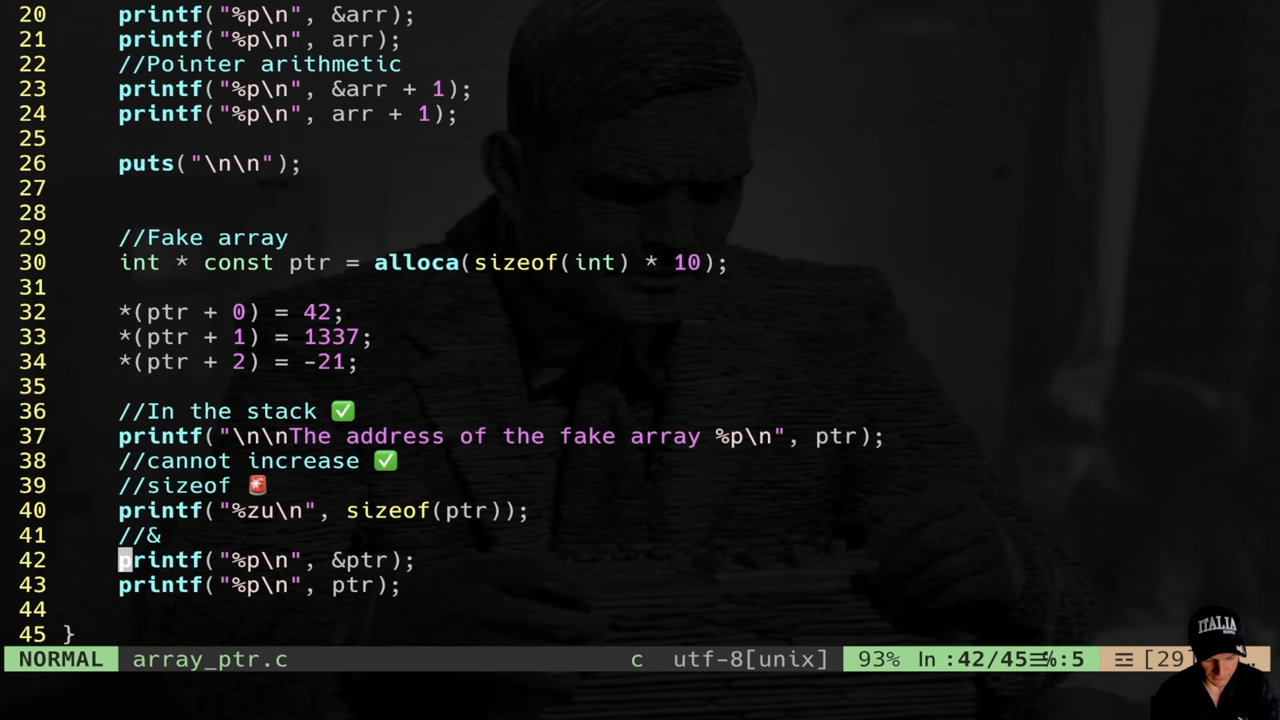 20 printf("%p\n", &arr);
21 printf("%p\n", arr);
22 //Pointer arithmetic
23 printf("%p\n", &arr + 1);
24 printf("%p\n", arr + 1);
25
26 puts("\n\n");
27
28
29 //Fake array
30 int * const ptr = alloca(sizeof(int) * 10);
31
32 *(ptr + 0) = 42;
33 *(ptr + 1) = 1337;
34 *(ptr + 2) = -21;
35
36 //In the stack ✅
37 printf("\n\nThe address of the fake array %p\n", ptr);
38 //cannot increase ✅
39 //sizeof 🚨
40 printf("%zu\n", sizeof(ptr));
41 //&
42 printf("%p\n", &ptr);
43 printf("%p\n", ptr);
44
45 }
NORMAL array_ptr.c c utf-8[unix] 93% ln :42/45☰%:5 ☲ [29]
ITALIA